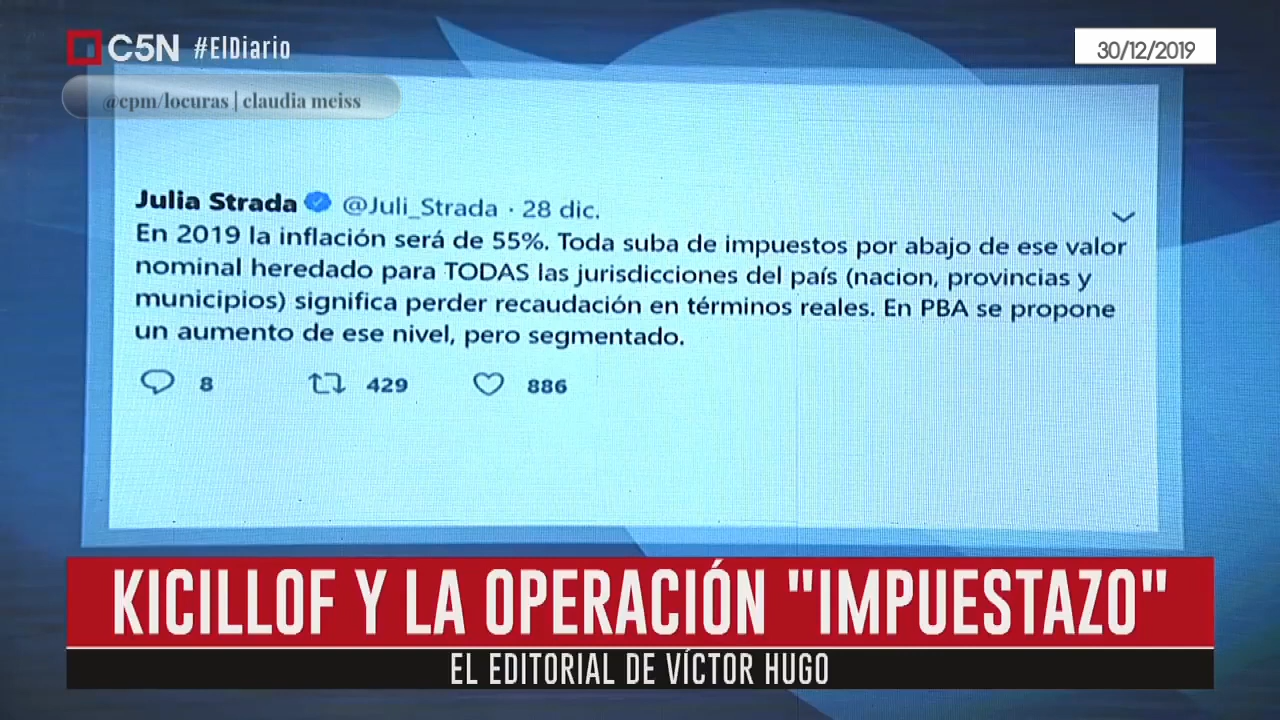 C5N #ElDiario
30/12/2019
@cpm/locuras | claudia meiss
Julia Strada @Juli_Strada · 28 dic.
En 2019 la inflación será de 55%. Toda suba de impuestos por abajo de ese valor
nominal heredado para TODAS las jurisdicciones del país (nacion, provincias y
municipios) significa perder recaudación en términos reales. En PBA se propone
un aumento de ese nivel, pero segmentado.
8 429 886
KICILLOF Y LA OPERACIÓN "IMPUESTAZO"
EL EDITORIAL DE VÍCTOR HUGO